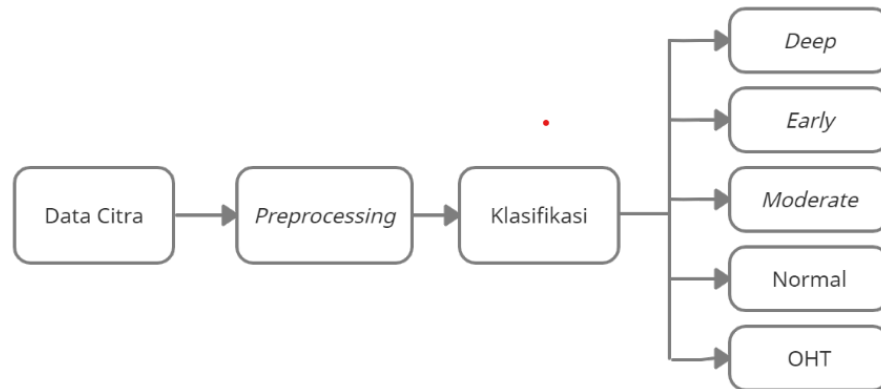 Data Citra
Preprocessing
Klasifikasi
Deep
Early
Moderate
Normal
OHT